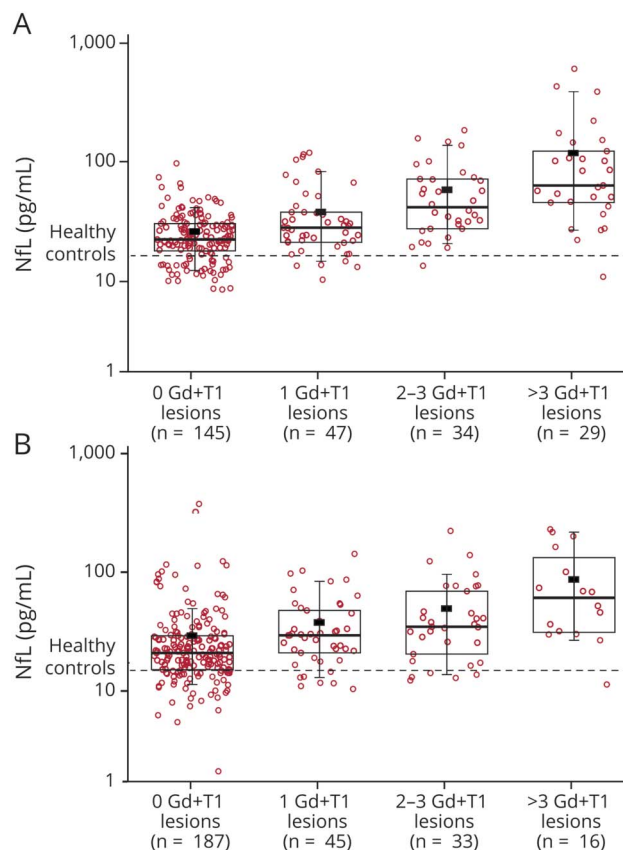 A
1,000
100
10
1
NfL (pg/mL)
Healthy
controls
0 Gd+T1
lesions
(n = 145)
1 Gd+T1
lesions
(n = 47)
2–3 Gd+T1
lesions
(n = 34)
>3 Gd+T1
lesions
(n = 29)
B
1,000
100
10
1
NfL (pg/mL)
Healthy
controls
0 Gd+T1
lesions
(n = 187)
1 Gd+T1
lesions
(n = 45)
2–3 Gd+T1
lesions
(n = 33)
>3 Gd+T1
lesions
(n = 16)